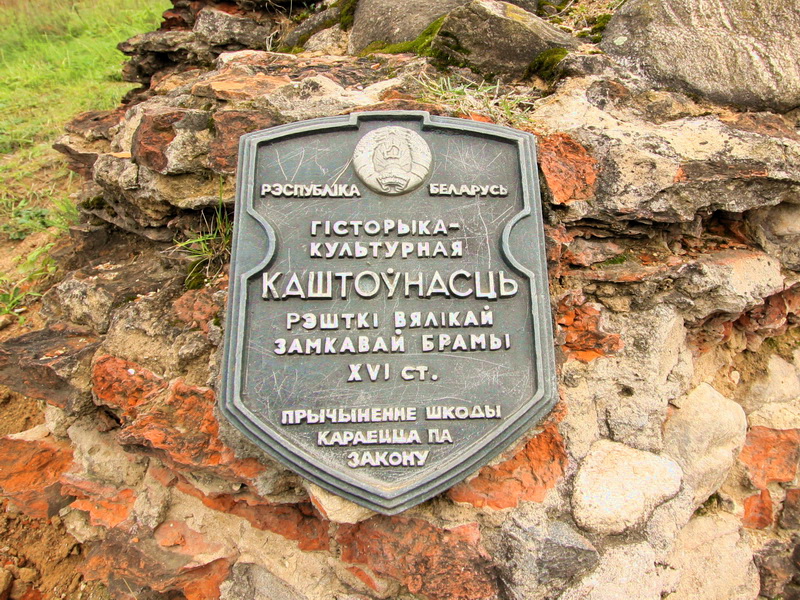 РЭСПУБЛІКА БЕЛАРУСЬ
ГІСТОРЫКА-
КУЛЬТУРНАЯ
КАШТОЎНАСЦЬ
РЭШТКІ ВЯЛІКАЙ
ЗАМКАВАЙ БРАМЫ
XVI СТ.
ПРЫЧЫНЕННЕ ШКОДЫ
КАРАЕЦЦА ПА
ЗАКОНУ